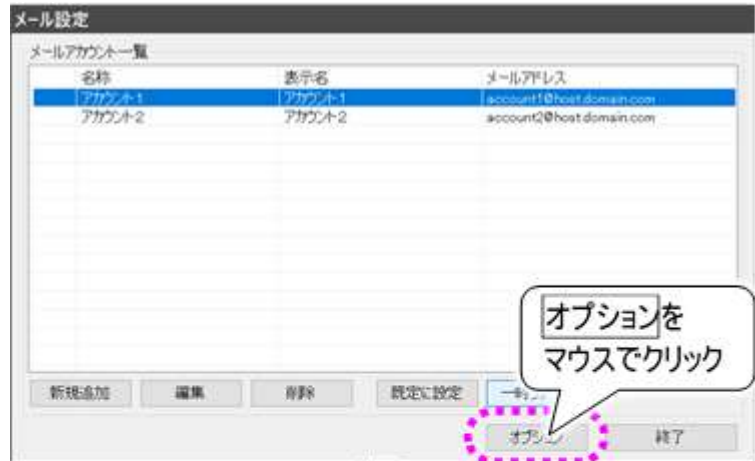 メール設定
メールアカウント一覧
名称 表示名 メールアドレス
アカウント-1 アカウント-1 account1@host.domain.com
アカウント-2 アカウント-2 account2@host.domain.com
オプションを
マウスでクリック
新規追加 編集 削除 既定に設定
オプション 終了